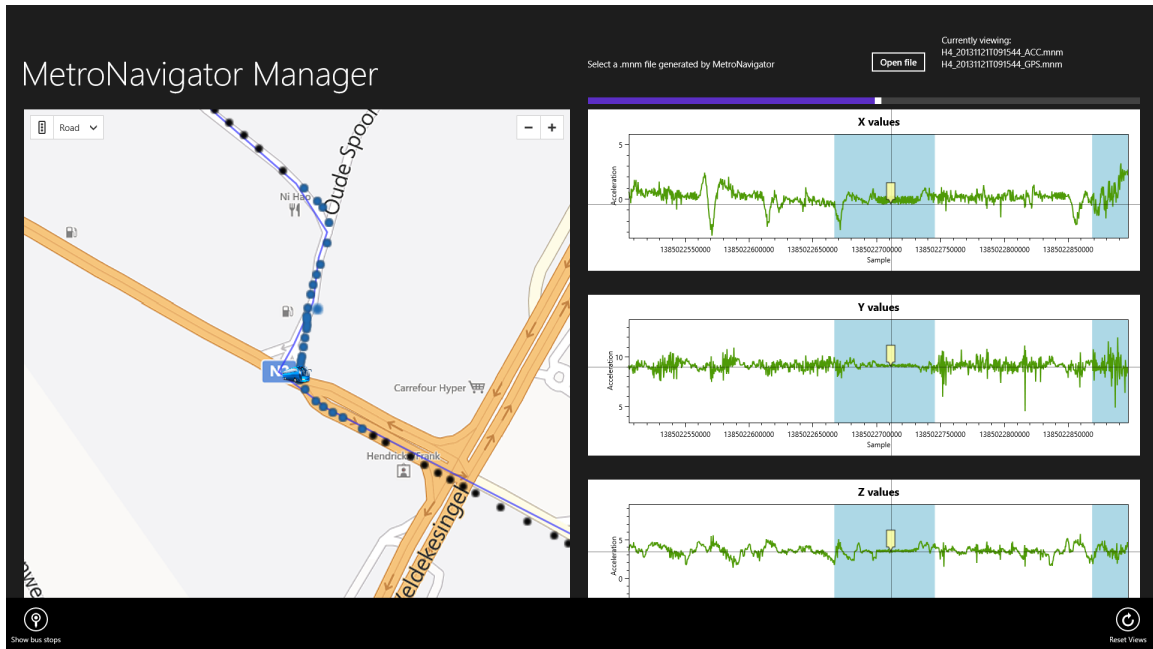 MetroNavigator Manager
Select a .mnm file generated by MetroNavigator
Open file
Currently viewing:
H4_20131121T091544_ACC.mnm
H4_20131121T091544_GPS.mnm
Road
Oude Spoor
Ni Hao
Carrefour Hyper
Hendrickx Frank
Veldekesingel
X values
5
0
Acceleration
1385022550000 1385022600000 1385022650000 1385022700000 1385022750000 1385022800000 1385022850000
Sample
Y values
10
5
Acceleration
1385022550000 1385022600000 1385022650000 1385022700000 1385022750000 1385022800000 1385022850000
Sample
Z values
5
0
Acceleration
Show bus stops
Reset Views